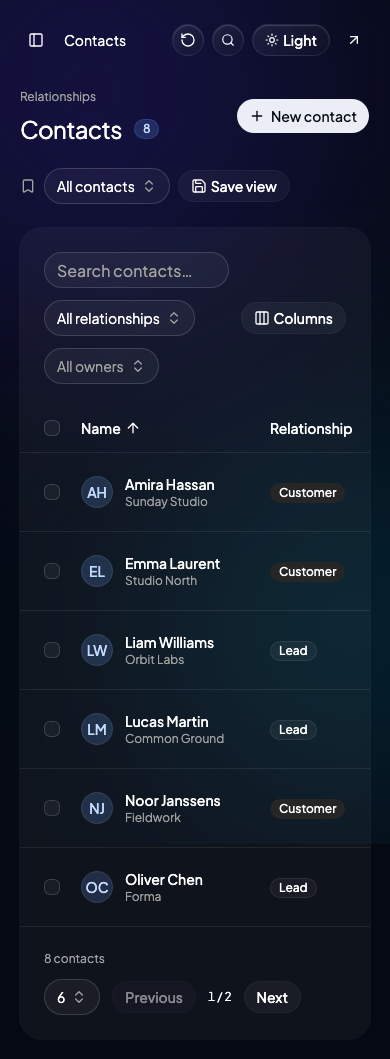 Contacts
Light
Relationships
Contacts 8
New contact
All contacts
Save view
Search contacts...
All relationships
Columns
All owners
Name
Relationship
AH
Amira Hassan
Sunday Studio
Customer
EL
Emma Laurent
Studio North
Customer
LW
Liam Williams
Orbit Labs
Lead
LM
Lucas Martin
Common Ground
Lead
NJ
Noor Janssens
Fieldwork
Customer
OC
Oliver Chen
Forma
Lead
8 contacts
6
Previous
1/2
Next